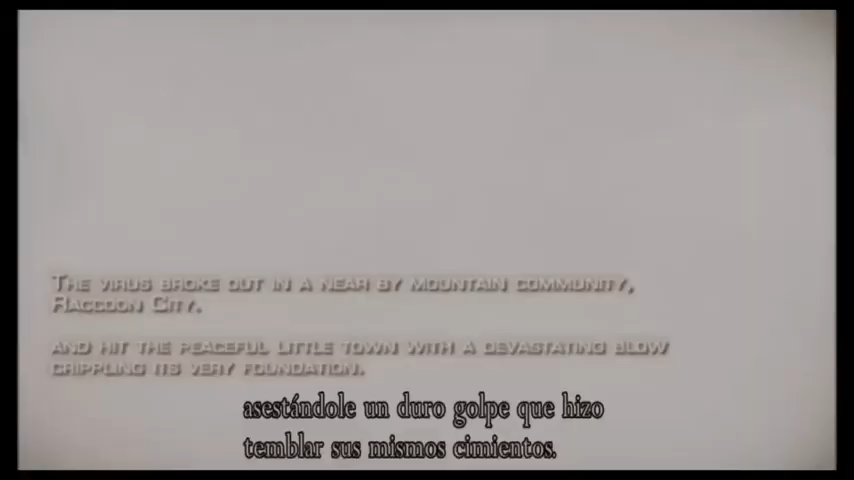 THE VIRUS BROKE OUT IN A NEAR BY MOUNTAIN COMMUNITY,
RACCOON CITY.
AND HIT THE PEACEFUL LITTLE TOWN WITH A DEVASTATING BLOW
CRIPPLING ITS VERY FOUNDATION.
asestándole un duro golpe que hizo
temblar sus mismos cimientos.